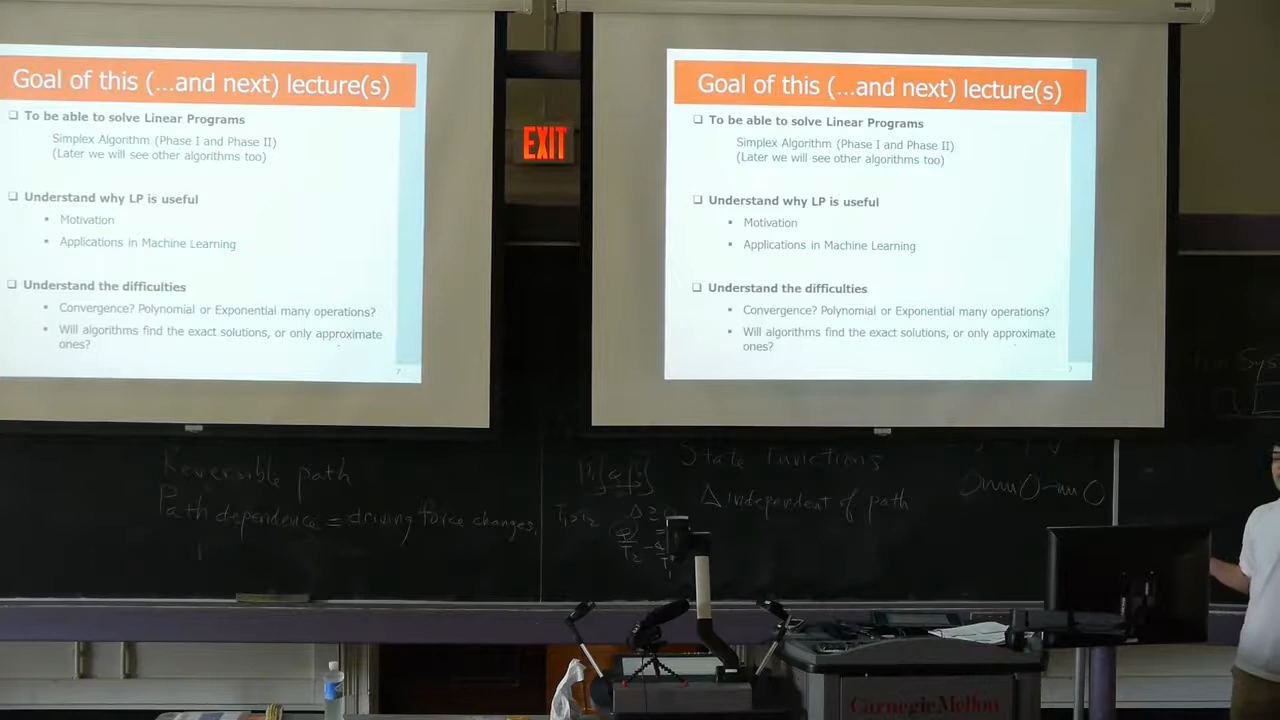 Goal of this (...and next) lecture(s)
❑ To be able to solve Linear Programs
Simplex Algorithm (Phase I and Phase II)
(Later we will see other algorithms too)
❑ Understand why LP is useful
▪ Motivation
▪ Applications in Machine Learning
❑ Understand the difficulties
▪ Convergence? Polynomial or Exponential many operations?
▪ Will algorithms find the exact solutions, or only approximate
ones?
7
EXIT
Goal of this (...and next) lecture(s)
❑ To be able to solve Linear Programs
Simplex Algorithm (Phase I and Phase II)
(Later we will see other algorithms too)
❑ Understand why LP is useful
▪ Motivation
▪ Applications in Machine Learning
❑ Understand the difficulties
▪ Convergence? Polynomial or Exponential many operations?
▪ Will algorithms find the exact solutions, or only approximate
ones?
7
Reversible path
Path dependence = driving force changes,
State functions
Δ independent of path
Carnegie Mellon